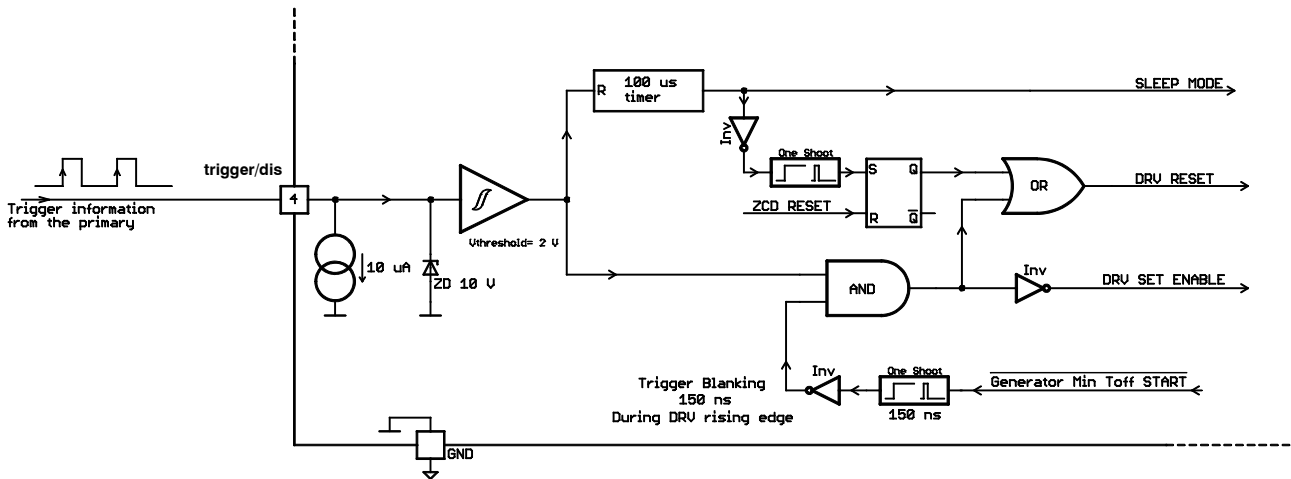 100 us
timer
R
SLEEP MODE
Inv
One Shoot
trigger/dis
S
Q
OR
DRV RESET
4
Trigger information
from the primary
ZCD RESET
R
Q
Vthreshold= 2 V
10 uA
ZD 10 V
AND
Inv
DRV SET ENABLE
Trigger Blanking
150 ns
During DRV rising edge
Inv
One Shoot
150 ns
Generator Min Toff START
GND